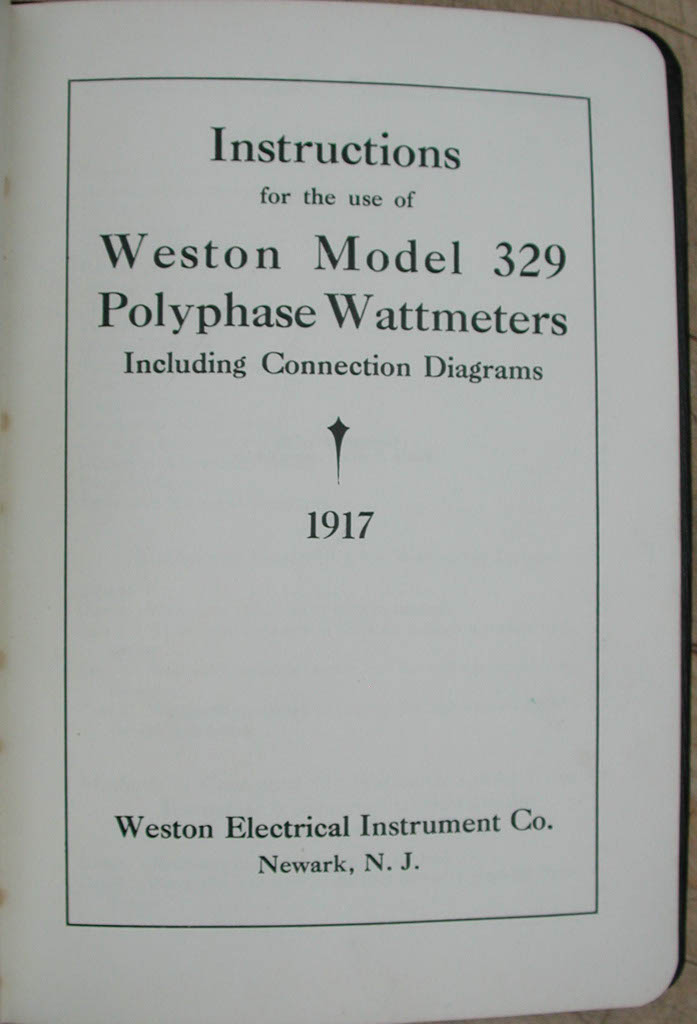 Instructions
for the use of
Weston Model 329
Polyphase Wattmeters
Including Connection Diagrams
1917
Weston Electrical Instrument Co.
Newark, N. J.